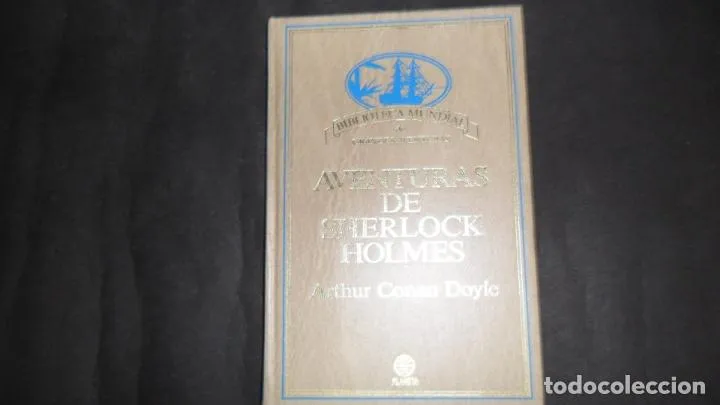 BIBLIOTECA MUNDIAL
AVENTURAS
DE
SHERLOCK
HOLMES
Arthur Conan Doyle
PLANETA
todocoleccion